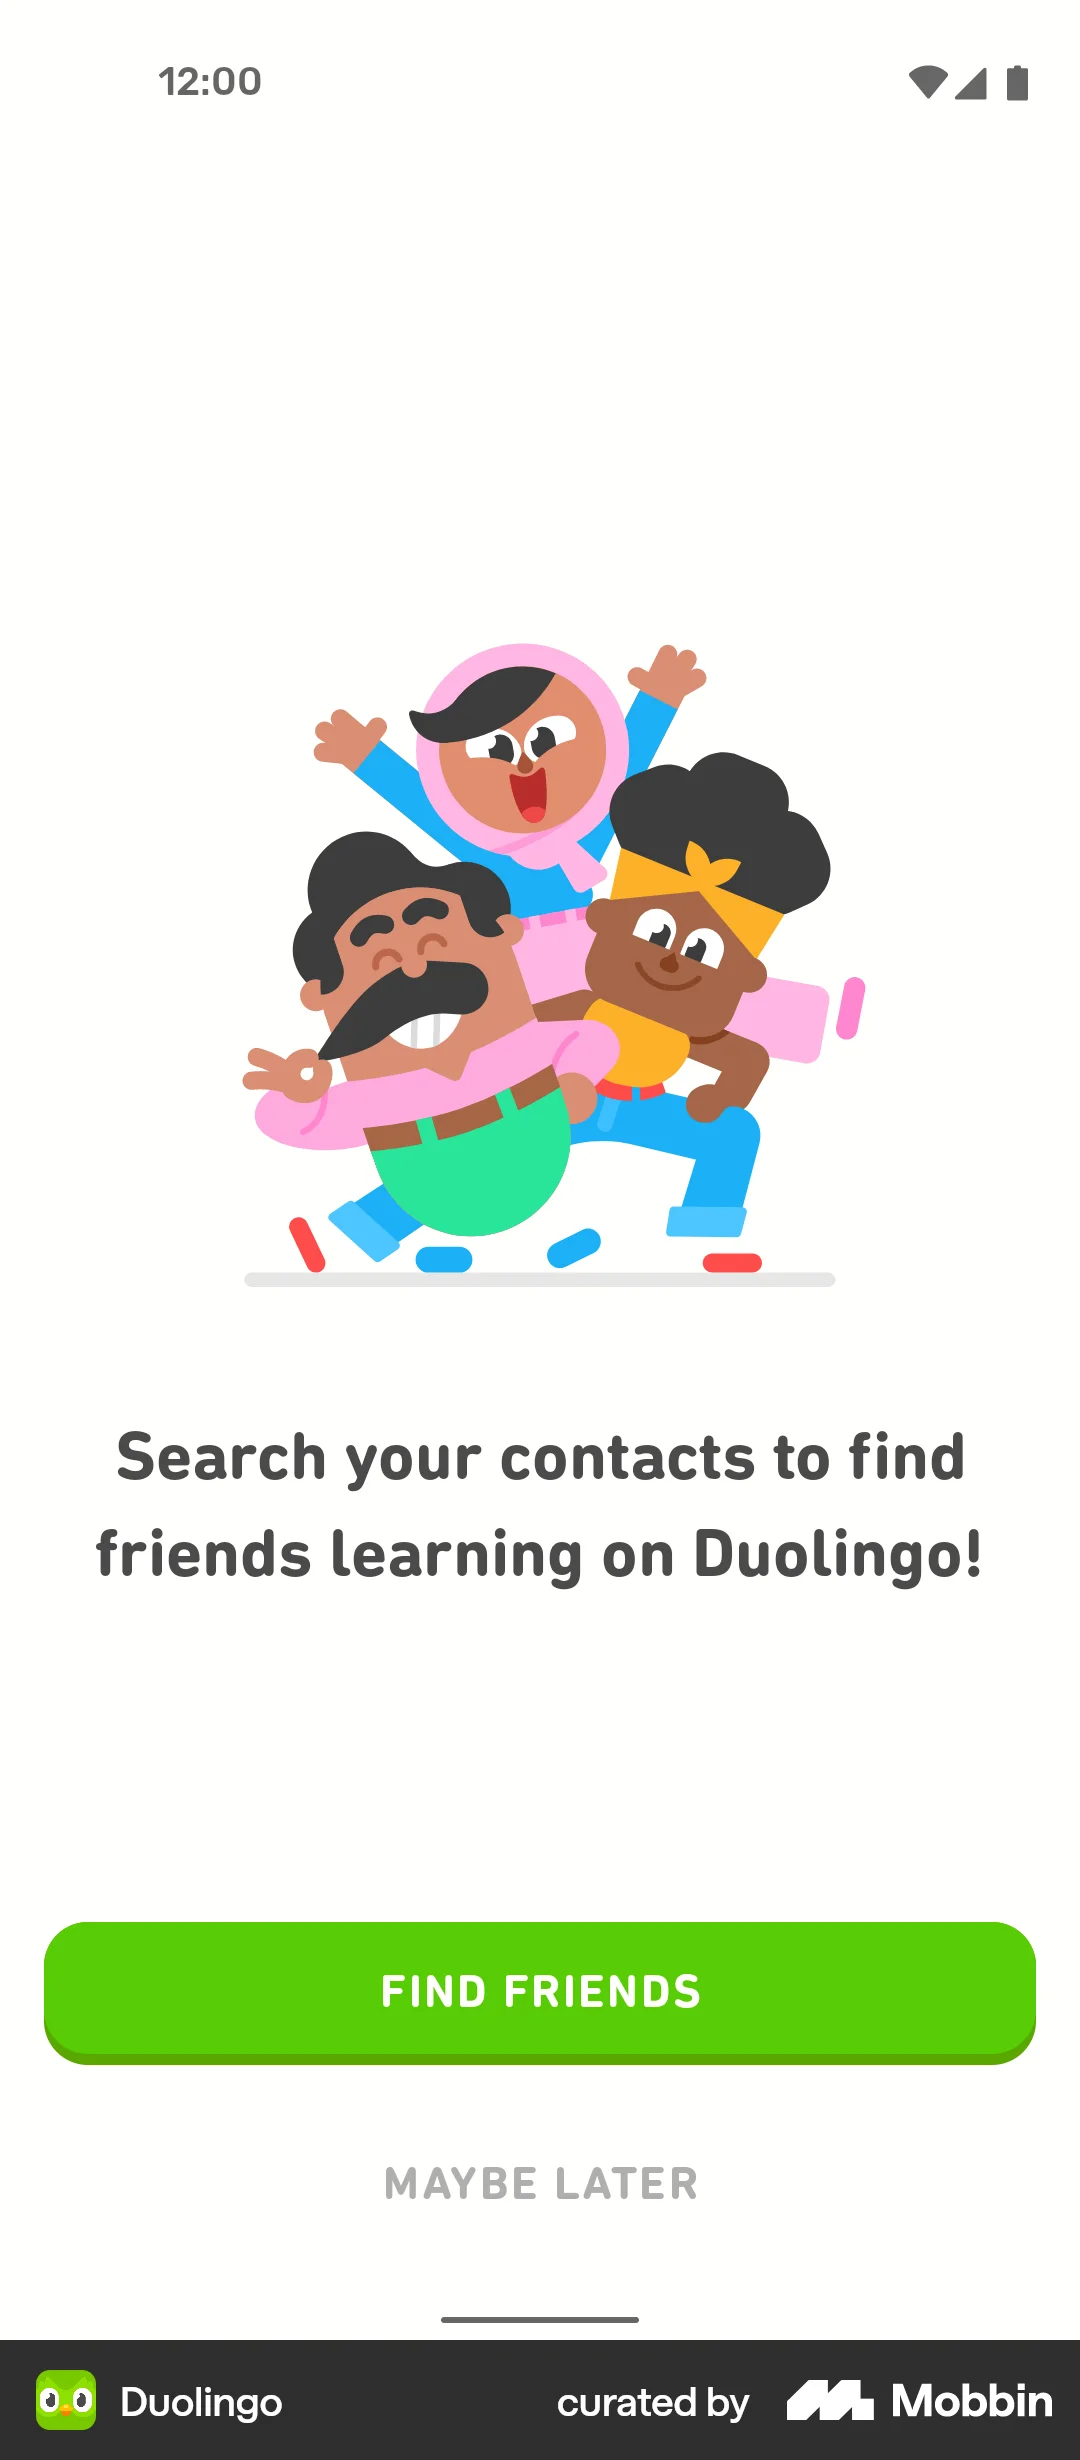 12:00
Search your contacts to find
friends learning on Duolingo!
FIND FRIENDS
MAYBE LATER
Duolingo
curated by Mobbin